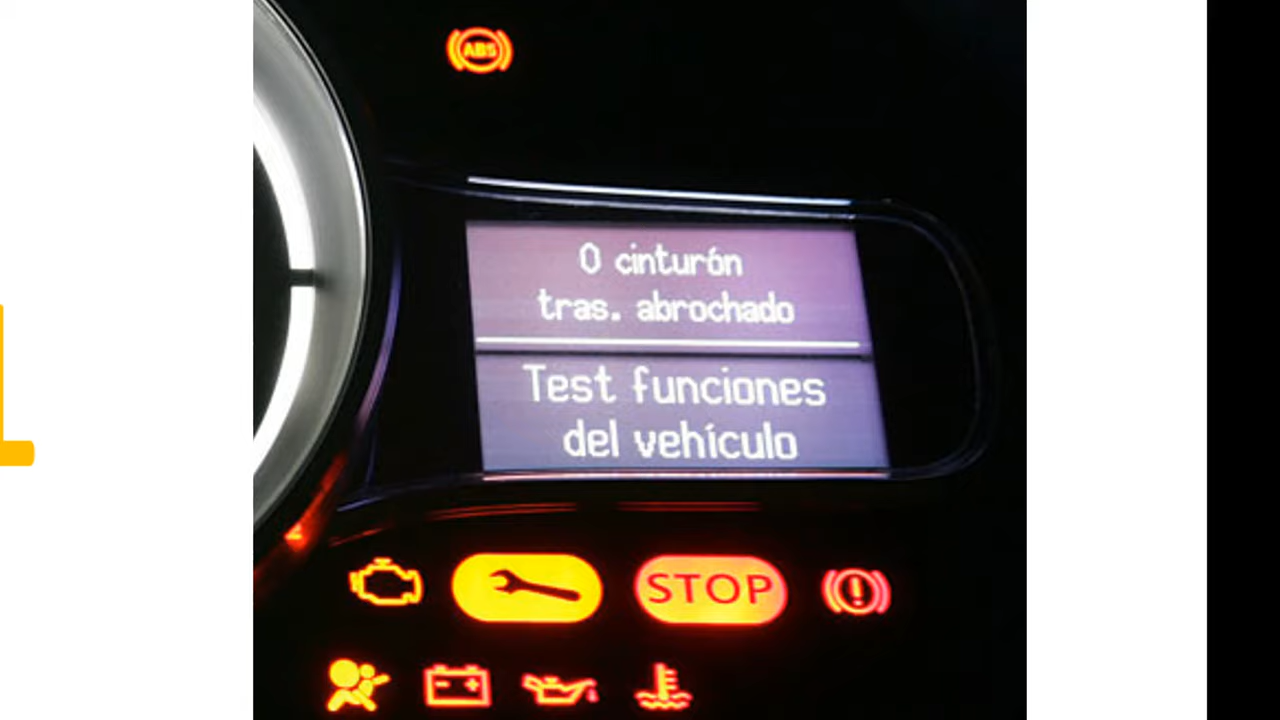 ABS
0 cinturón
tras. abrochado
Test funciones
del vehículo
STOP